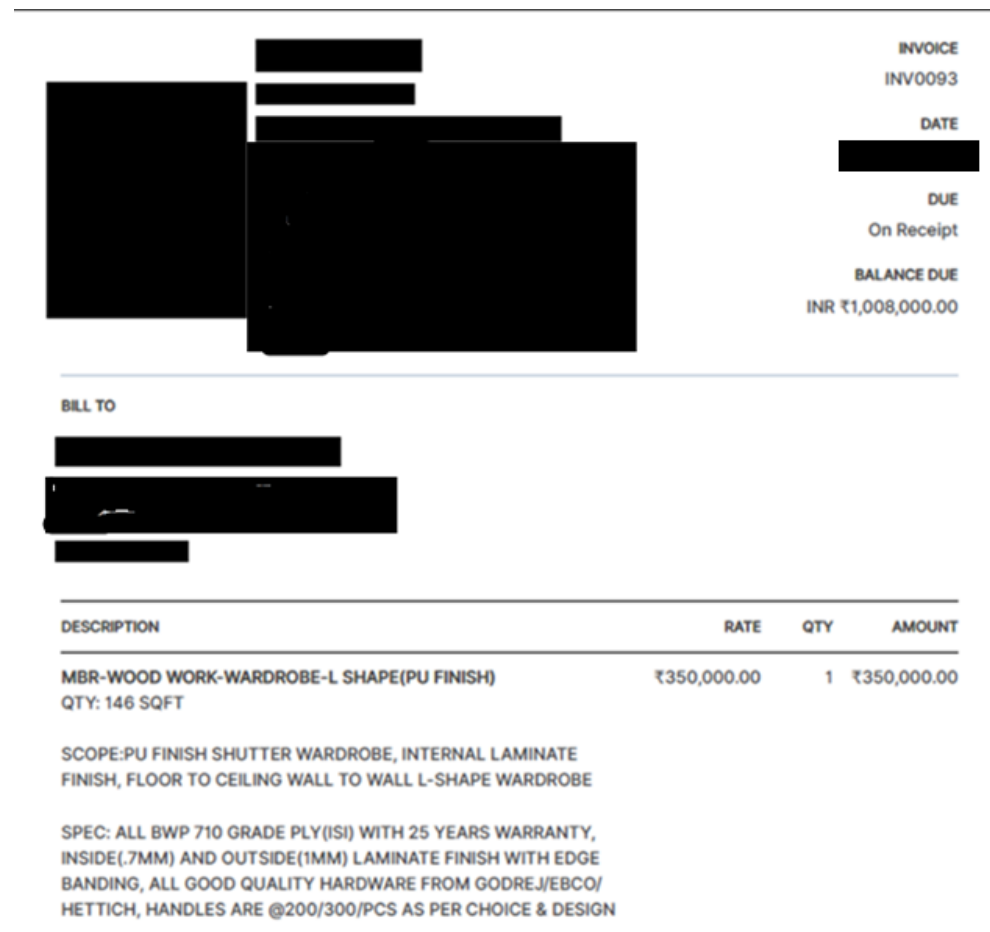 INVOICE
INV0093
DATE
DUE
On Receipt
BALANCE DUE
INR ₹1,008,000.00
BILL TO
DESCRIPTION RATE QTY AMOUNT
MBR-WOOD WORK-WARDROBE-L SHAPE(PU FINISH) ₹350,000.00 1 ₹350,000.00
QTY: 146 SQFT
SCOPE:PU FINISH SHUTTER WARDROBE, INTERNAL LAMINATE
FINISH, FLOOR TO CEILING WALL TO WALL L-SHAPE WARDROBE
SPEC: ALL BWP 710 GRADE PLY(ISI) WITH 25 YEARS WARRANTY,
INSIDE(.7MM) AND OUTSIDE(1MM) LAMINATE FINISH WITH EDGE
BANDING, ALL GOOD QUALITY HARDWARE FROM GODREJ/EBCO/
HETTICH, HANDLES ARE @200/300/PCS AS PER CHOICE & DESIGN